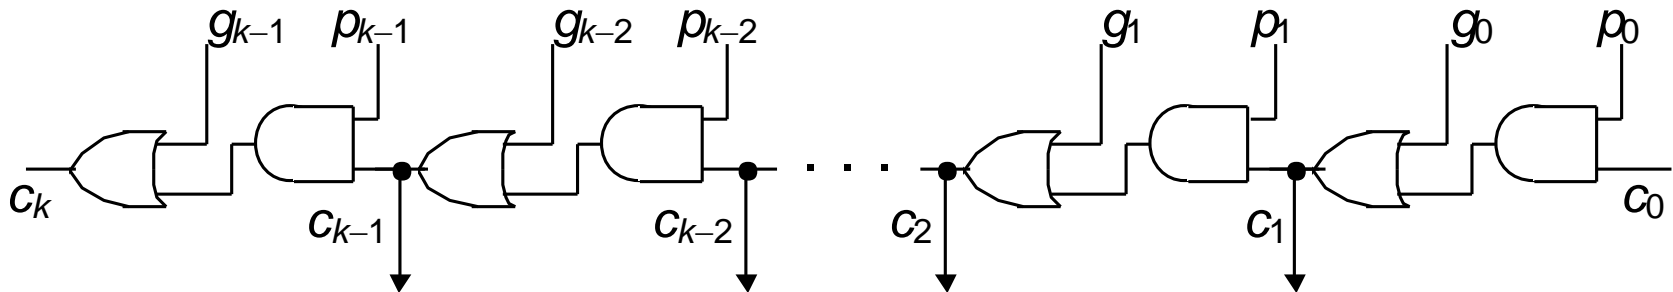 gk−1 pk−1 gk−2 pk−2 g1 p1 g0 p0
. . .
ck ck−1 ck−2 c2 c1 c0